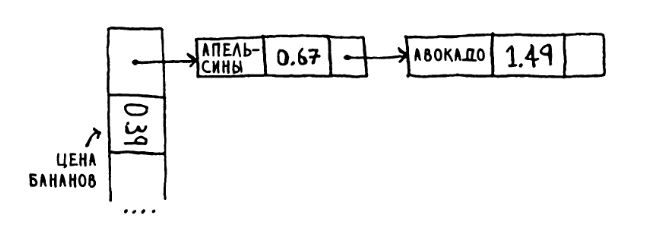 АПЕЛЬ-
СИНЫ
0.67
АВОКАДО
1.49
0.39
ЦЕНА
БАНАНОВ
....